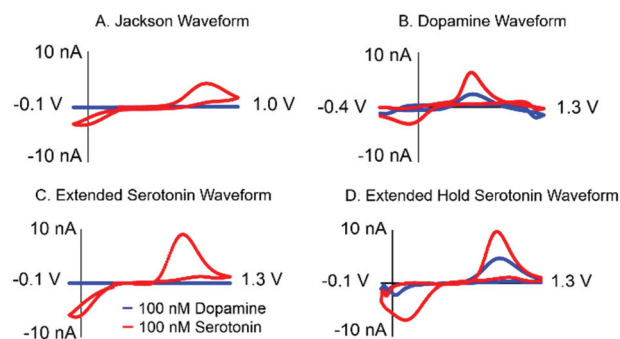 A. Jackson Waveform
10 nA
-0.1 V
1.0 V
-10 nA
B. Dopamine Waveform
10 nA
-0.4 V
1.3 V
-10 nA
C. Extended Serotonin Waveform
10 nA
-0.1 V
1.3 V
100 nM Dopamine
100 nM Serotonin
-10 nA
D. Extended Hold Serotonin Waveform
10 nA
-0.1 V
1.3 V
-10 nA